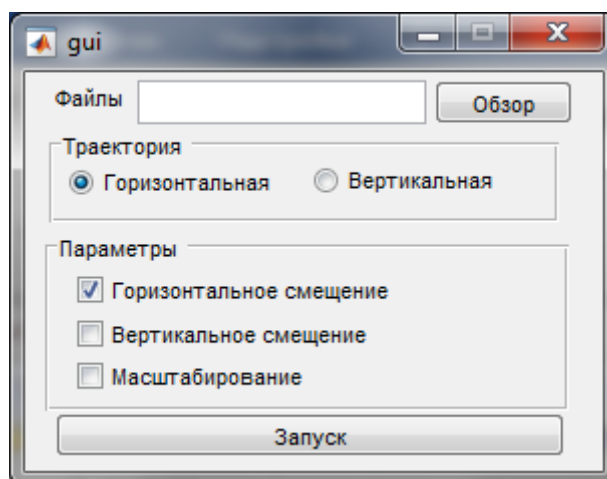 gui
Файлы Обзор
Траектория
Горизонтальная Вертикальная
Параметры
Горизонтальное смещение
Вертикальное смещение
Масштабирование
Запуск